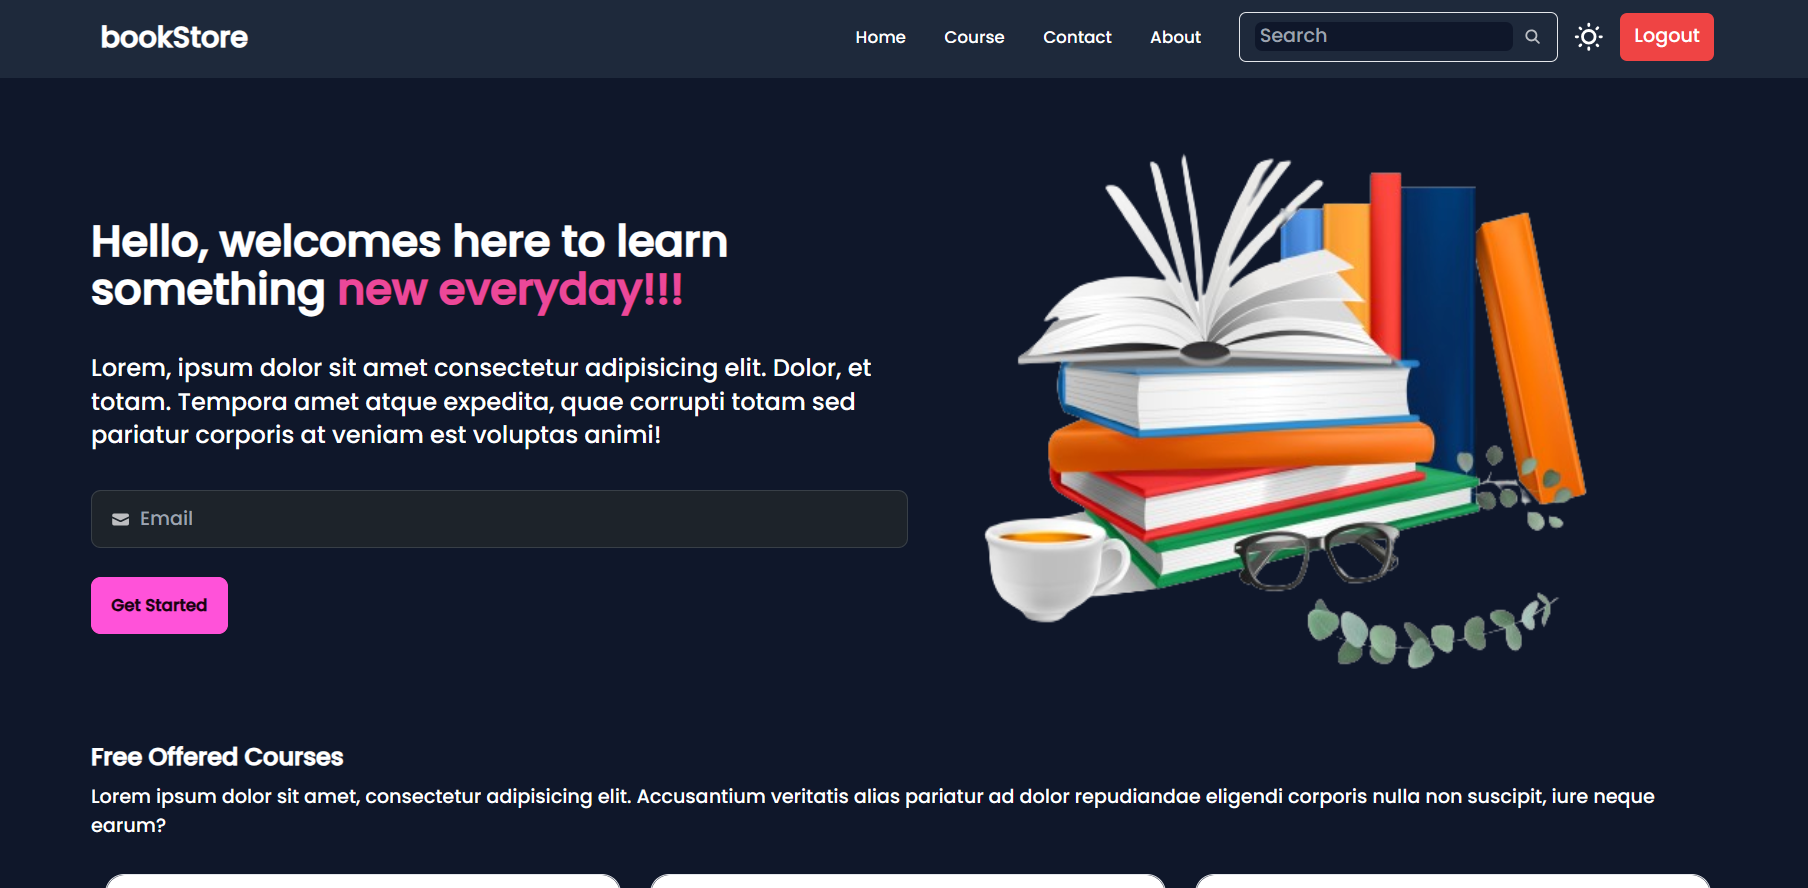 bookStore
Home
Course
Contact
About
Search
Logout
Hello, welcomes here to learn
something new everyday!!!
Lorem, ipsum dolor sit amet consectetur adipisicing elit. Dolor, et
totam. Tempora amet atque expedita, quae corrupti totam sed
pariatur corporis at veniam est voluptas animi!
Email
Get Started
Free Offered Courses
Lorem ipsum dolor sit amet, consectetur adipisicing elit. Accusantium veritatis alias pariatur ad dolor repudiandae eligendi corporis nulla non suscipit, iure neque
earum?